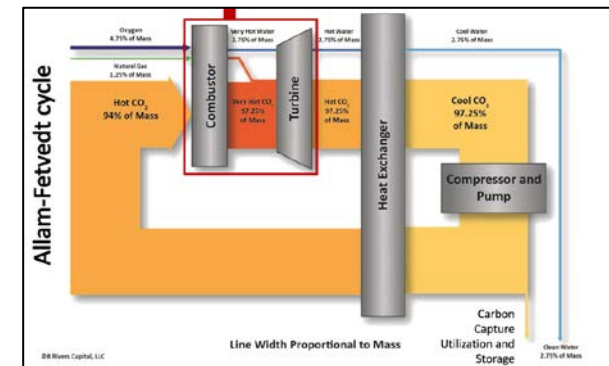 Allam-Fetvedt cycle
Oxygen
4.75% of Mass
Natural Gas
1.25% of Mass
Hot CO₂
94% of Mass
Combustor
Very Hot Water
2.75% of Mass
Very Hot CO₂
97.25%
of Mass
Turbine
Hot Water
2.75% of Mass
Hot CO₂
97.25%
of Mass
Heat Exchanger
Cool Water
2.75% of Mass
Cool CO₂
97.25%
of Mass
Compressor and
Pump
Carbon
Capture
Utilization and
Storage
Clean Water
2.75% of Mass
Line Width Proportional to Mass
©8 Rivers Capital, LLC